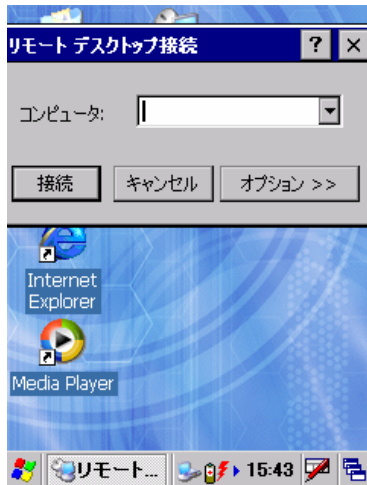 リモート デスクトップ接続
? ×
コンピュータ:
接続 キャンセル オプション >>
Internet
Explorer
Media Player
リモート... 15:43